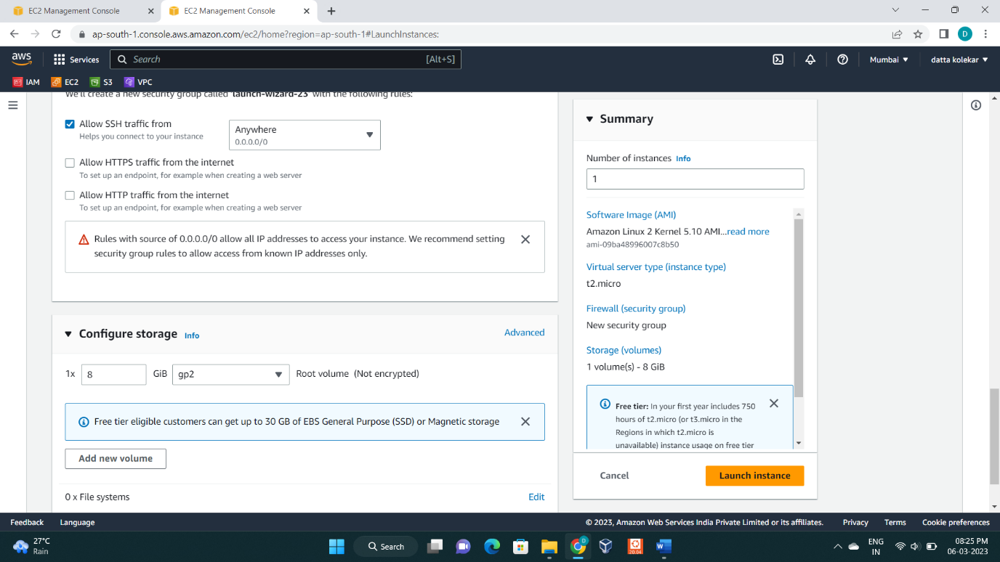 EC2 Management Console
EC2 Management Console
ap-south-1.console.aws.amazon.com/ec2/home?region=ap-south-1#LaunchInstances:
D
aws
Services
Search
[Alt+S]
Mumbai
datta kolekar
IAM
EC2
S3
VPC
We'll create a new security group called 'launch-wizard-23' with the following rules:
Allow SSH traffic from
Helps you connect to your instance
Anywhere
0.0.0.0/0
Allow HTTPS traffic from the internet
To set up an endpoint, for example when creating a web server
Allow HTTP traffic from the internet
To set up an endpoint, for example when creating a web server
Rules with source of 0.0.0.0/0 allow all IP addresses to access your instance. We recommend setting
security group rules to allow access from known IP addresses only.
Configure storage
Info
Advanced
1x
8
GiB
gp2
Root volume (Not encrypted)
Free tier eligible customers can get up to 30 GB of EBS General Purpose (SSD) or Magnetic storage
Add new volume
0 x File systems
Edit
Summary
Number of instances Info
1
Software Image (AMI)
Amazon Linux 2 Kernel 5.10 AMI...read more
ami-09ba48996007c8b50
Virtual server type (instance type)
t2.micro
Firewall (security group)
New security group
Storage (volumes)
1 volume(s) - 8 GiB
Free tier: In your first year includes 750
hours of t2.micro (or t3.micro in the
Regions in which t2.micro is
unavailable) instance usage on free tier
Cancel
Launch instance
Feedback
Language
© 2023, Amazon Web Services India Private Limited or its affiliates.
Privacy
Terms
Cookie preferences
27°C
Rain
Search
D
20.04
W
ENG
IN
08:25 PM
06-03-2023